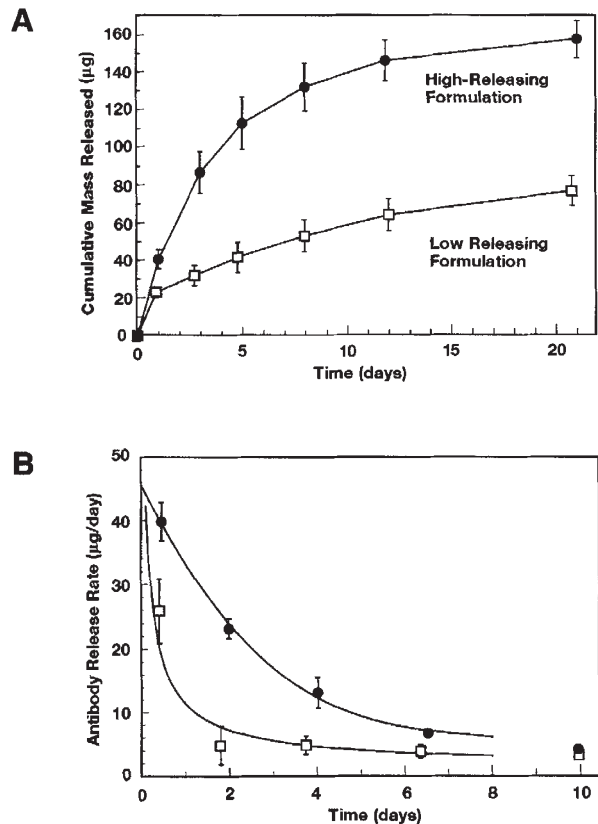 A
Cumulative Mass Released (μg)
160
140
120
100
80
60
40
20
0
High-Releasing
Formulation
Low Releasing
Formulation
0
5
10
15
20
Time (days)
B
Antibody Release Rate (μg/day)
50
40
30
20
10
0
0
2
4
6
8
10
Time (days)